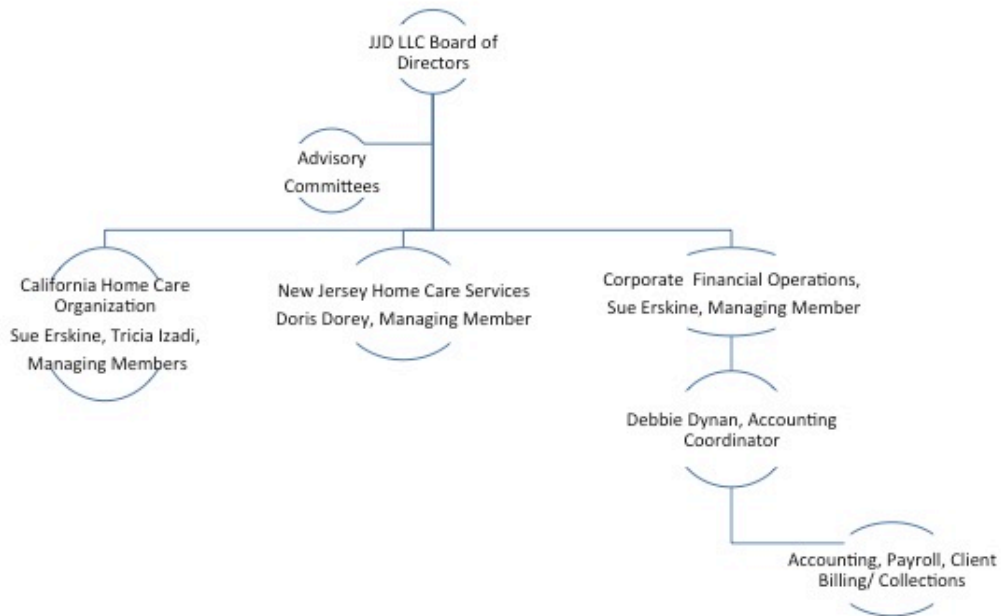 JJD LLC Board of
Directors
Advisory
Committees
California Home Care
Organization
Sue Erskine, Tricia Izadi,
Managing Members
New Jersey Home Care Services
Doris Dorey, Managing Member
Corporate Financial Operations,
Sue Erskine, Managing Member
Debbie Dynan, Accounting
Coordinator
Accounting, Payroll, Client
Billing/ Collections